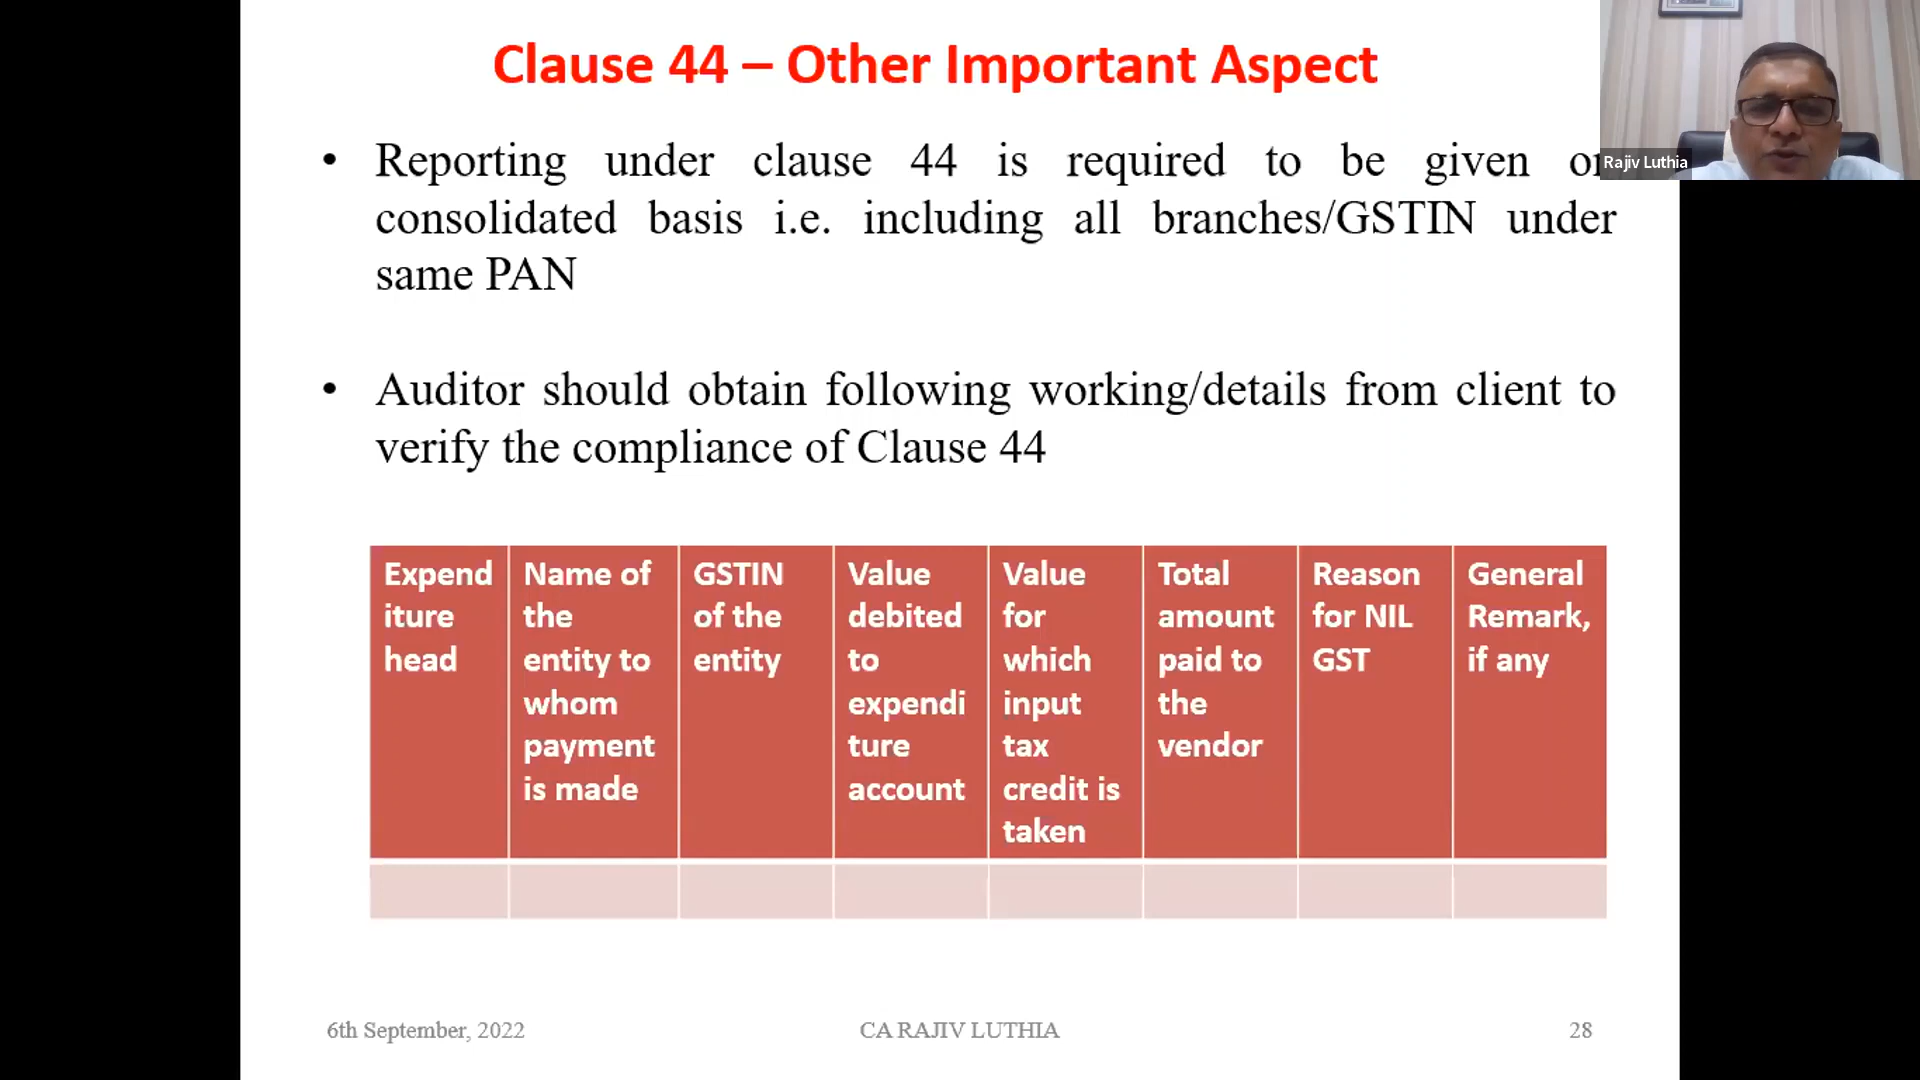 Clause 44 – Other Important Aspect
• Reporting under clause 44 is required to be given
consolidated basis i.e. including all branches/GSTIN under
same PAN
• Auditor should obtain following working/details from client to
verify the compliance of Clause 44
Expend
iture
head
Name of
the
entity to
whom
payment
is made
GSTIN
of the
entity
Value
debited
to
expendi
ture
account
Value
for
which
input
tax
credit is
taken
Total
amount
paid to
the
vendor
Reason
for NIL
GST
General
Remark,
if any
6th September, 2022
CA RAJIV LUTHIA
28
Rajiv Luthia